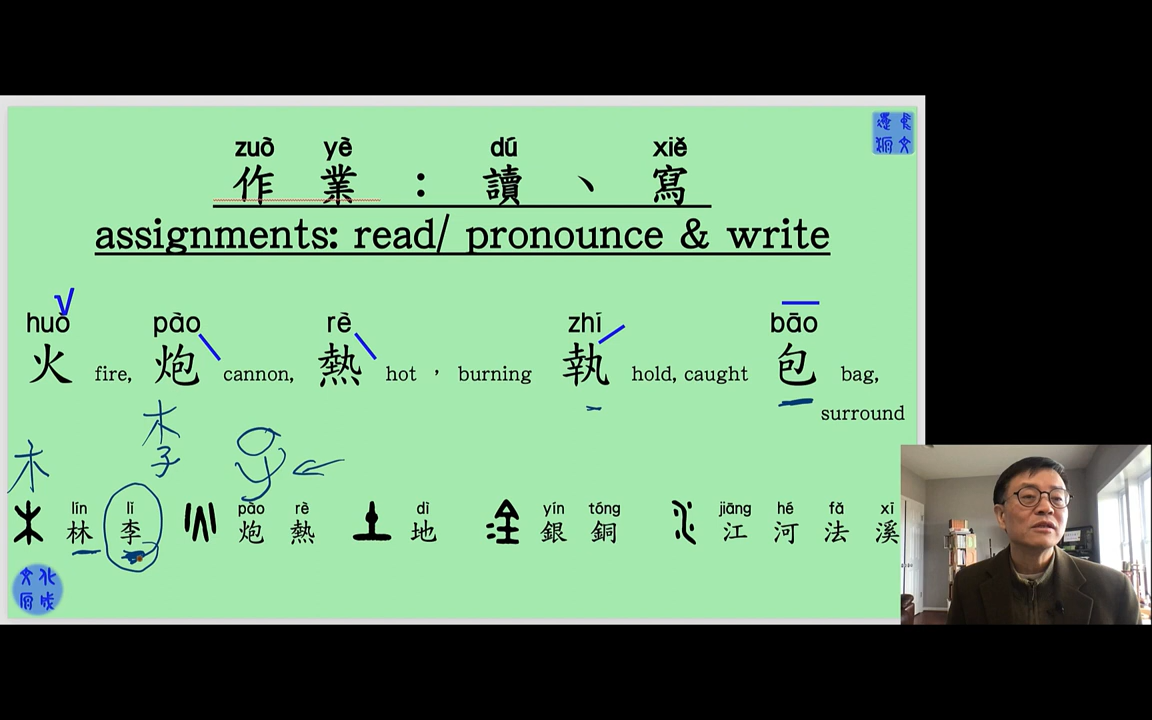 zuò yè dú xiě
作業：讀、寫
assignments: read/ pronounce & write
huǒ pào rè zhí bāo
火 fire, 炮 cannon, 熱 hot , burning 執 hold, caught 包 bag,
surround
木 李 子
lín lǐ pào rè dì yín tóng jiāng hé fǎ xī
林 李 炮 熱 地 銀 銅 江 河 法 溪